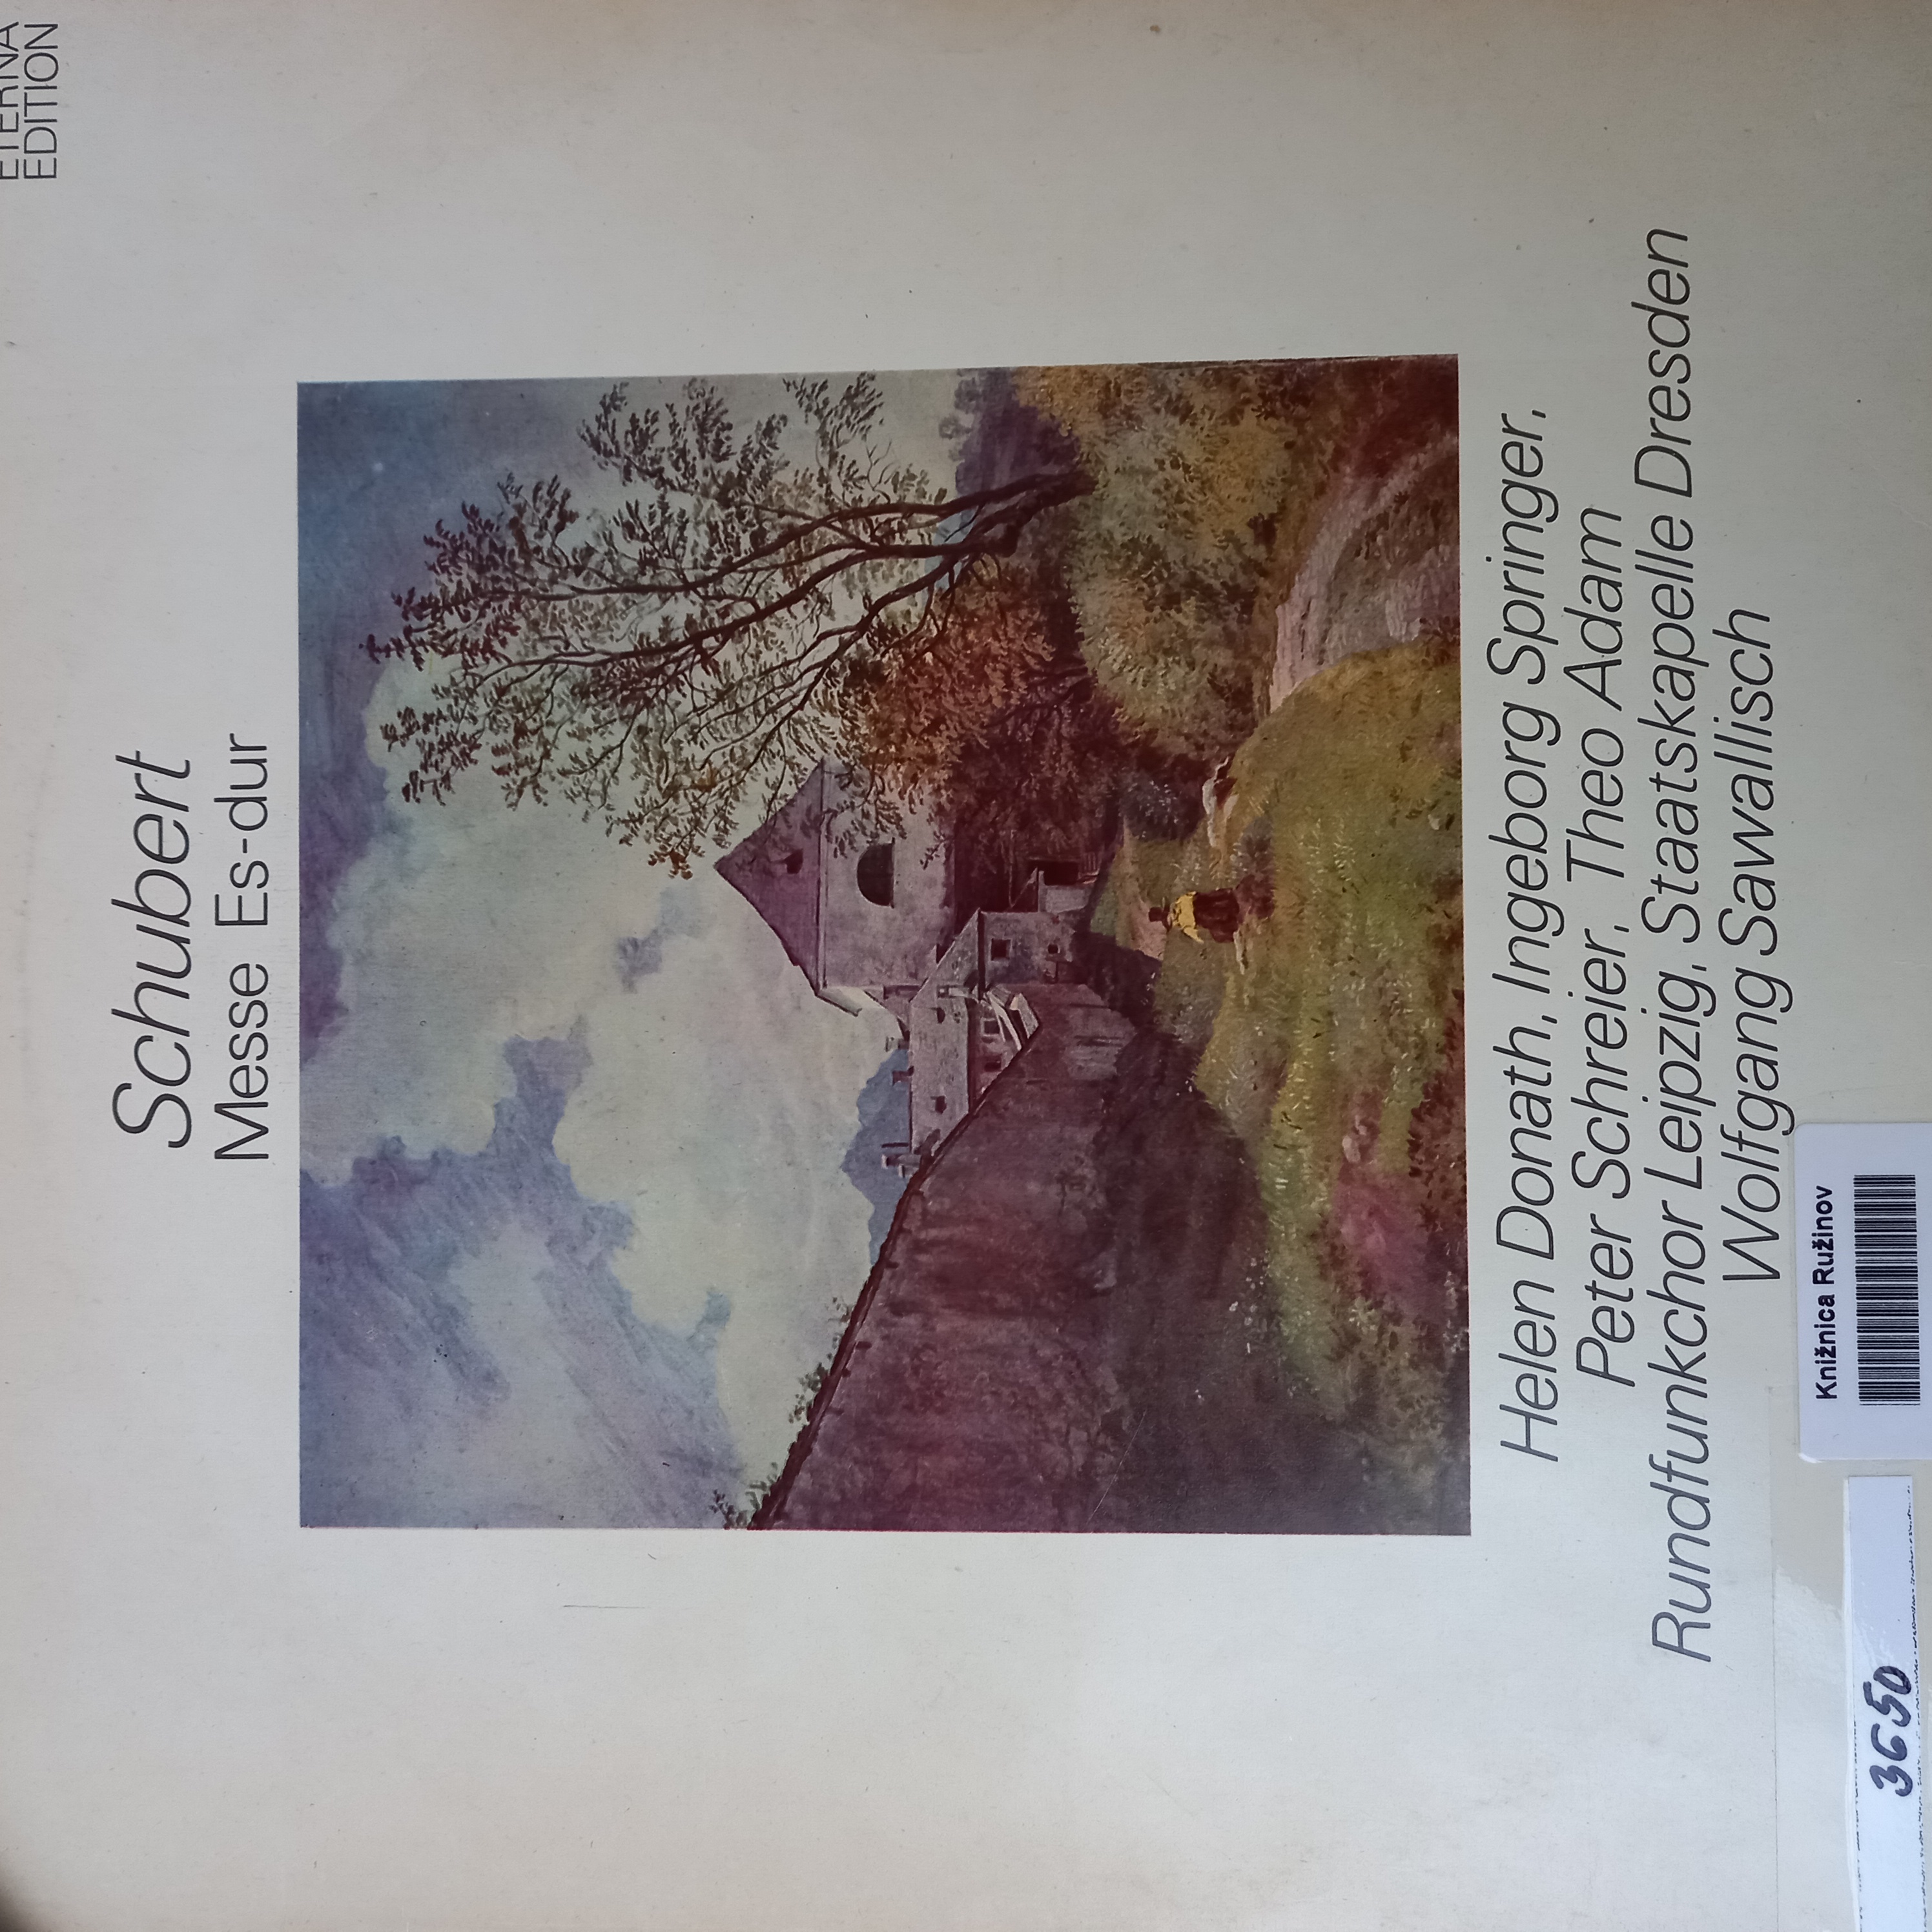 ETERNA
EDITION
Schubert
Messe Es-dur
Helen Donath, Ingeborg Springer,
Peter Schreier, Theo Adam
Rundfunkchor Leipzig, Staatskapelle Dresden
Wolfgang Sawallisch
Knižnica Ružinov
3650